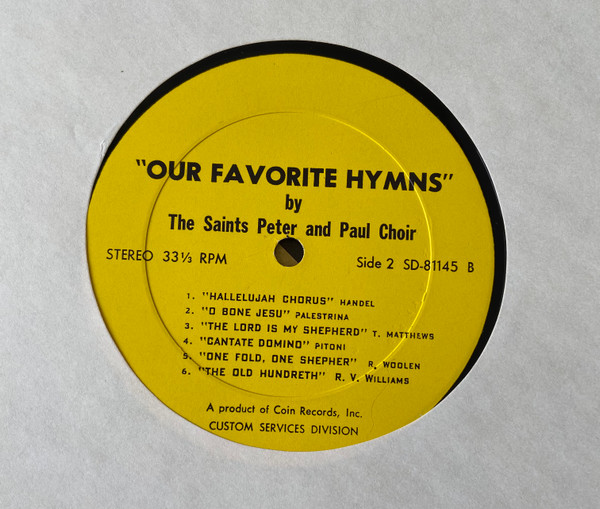 "OUR FAVORITE HYMNS"
by
The Saints Peter and Paul Choir
STEREO 33⅓ RPM Side 2 SD-81145 B
1. "HALLELUJAH CHORUS" HANDEL
2. "O BONE JESU" PALESTRINA
3. "THE LORD IS MY SHEPHERD" T. MATTHEWS
4. "CANTATE DOMINO" PITONI
5. "ONE FOLD, ONE SHEPHER" R. WOOLEN
6. "THE OLD HUNDRETH" R. V. WILLIAMS
A product of Coin Records, Inc.
CUSTOM SERVICES DIVISION